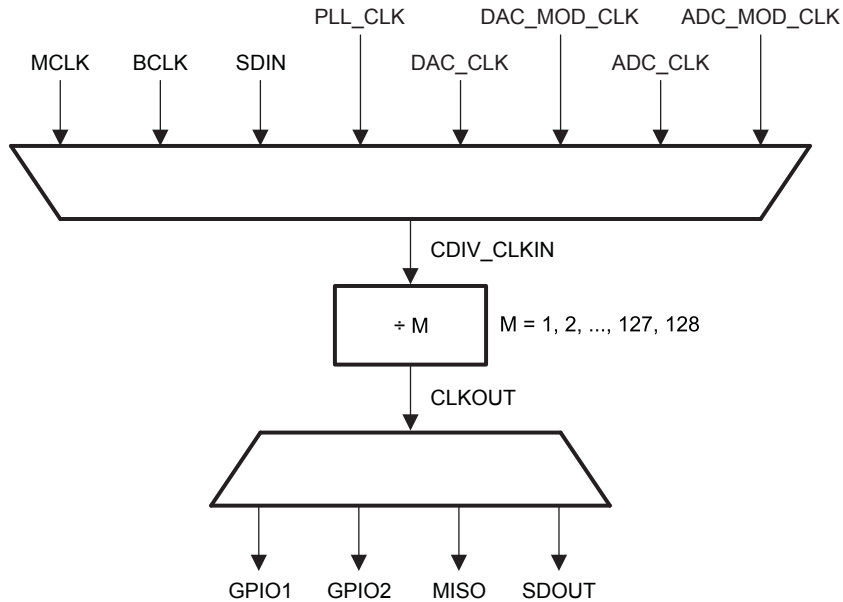 PLL_CLK DAC_MOD_CLK ADC_MOD_CLK
MCLK BCLK SDIN DAC_CLK ADC_CLK
CDIV_CLKIN
÷ M M = 1, 2, ..., 127, 128
CLKOUT
GPIO1 GPIO2 MISO SDOUT